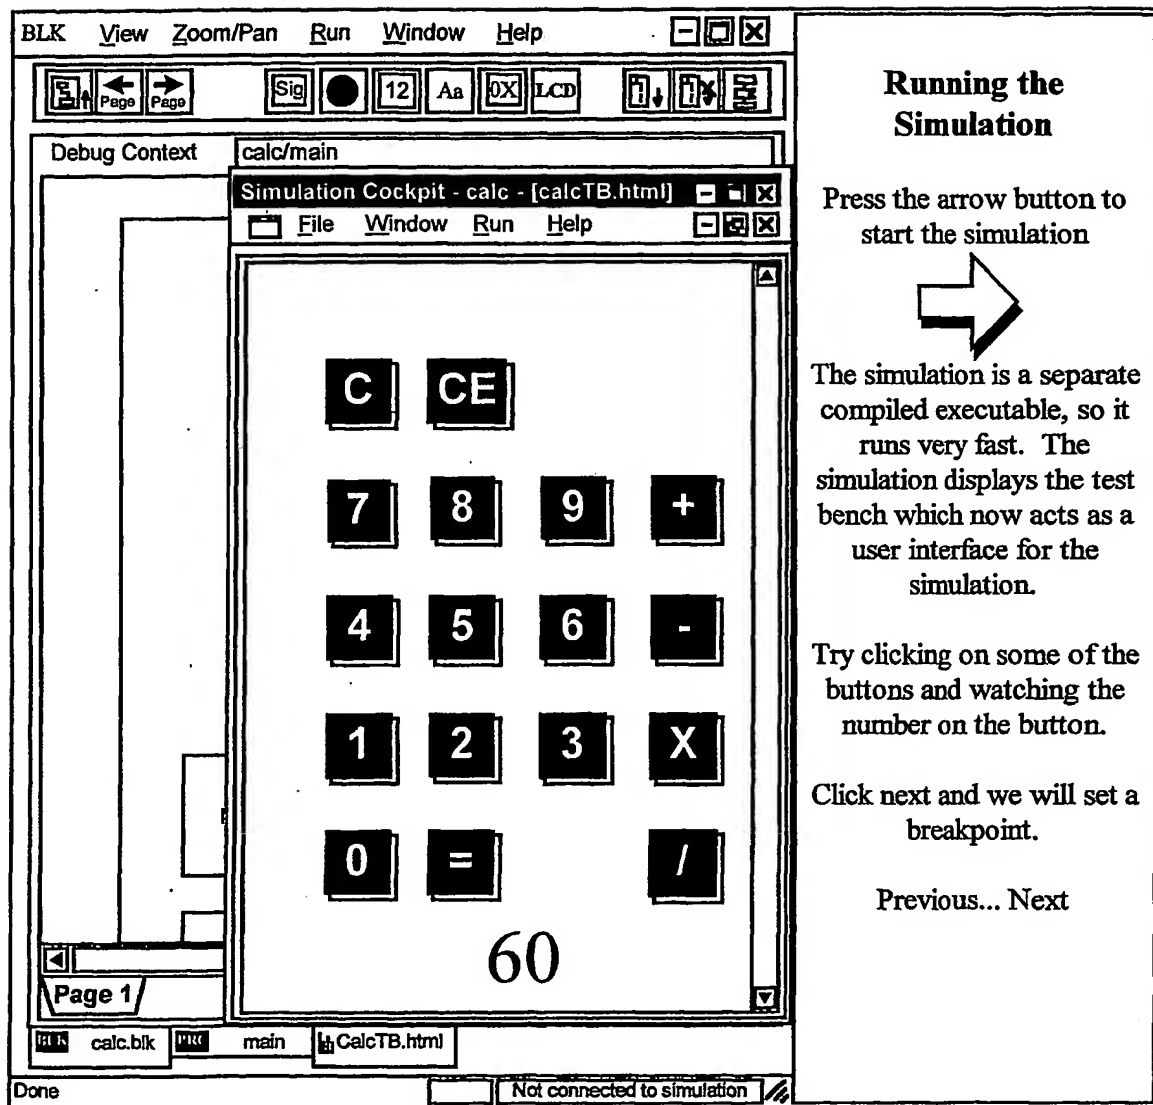 BLK View Zoom/Pan Run Window Help
Page Page Sig 12 Aa 0X LCD
Debug Context calc/main
Simulation Cockpit - calc - [calcTB.html]
File Window Run Help
C CE
7 8 9 +
4 5 6 -
1 2 3 X
0 = /
60
Page 1
BLK calc.blk PRC main CalcTB.html
Done Not connected to simulation
Running the
Simulation
Press the arrow button to
start the simulation
The simulation is a separate
compiled executable, so it
runs very fast. The
simulation displays the test
bench which now acts as a
user interface for the
simulation.
Try clicking on some of the
buttons and watching the
number on the button.
Click next and we will set a
breakpoint.
Previous... Next